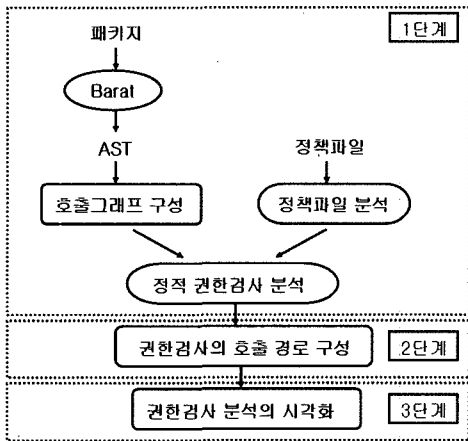 패키지
1단계
Barat
AST
정책파일
호출그래프 구성
정책파일 분석
정적 권한검사 분석
권한검사의 호출 경로 구성
2단계
권한검사 분석의 시각화
3단계